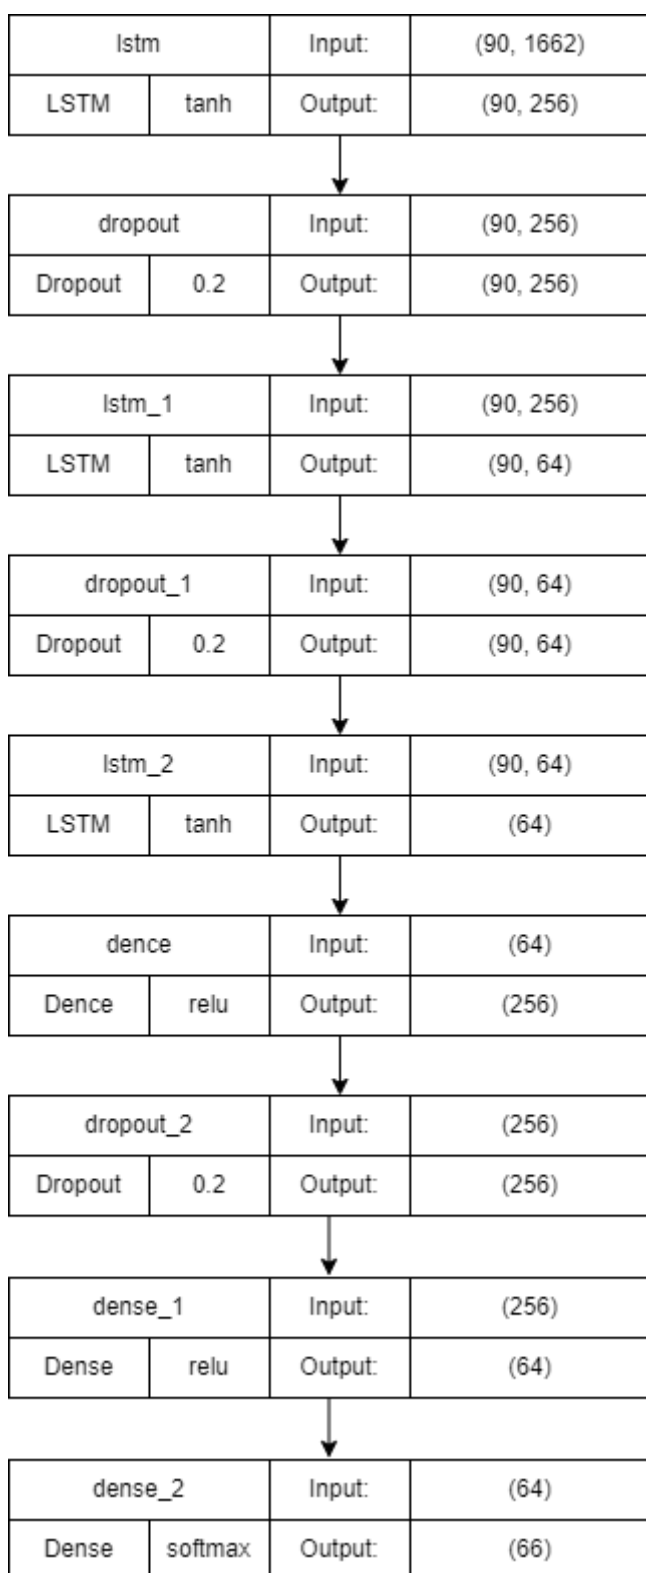 lstm Input: (90, 1662)
LSTM tanh Output: (90, 256)
dropout Input: (90, 256)
Dropout 0.2 Output: (90, 256)
lstm_1 Input: (90, 256)
LSTM tanh Output: (90, 64)
dropout_1 Input: (90, 64)
Dropout 0.2 Output: (90, 64)
lstm_2 Input: (90, 64)
LSTM tanh Output: (64)
dence Input: (64)
Dence relu Output: (256)
dropout_2 Input: (256)
Dropout 0.2 Output: (256)
dense_1 Input: (256)
Dense relu Output: (64)
dense_2 Input: (64)
Dense softmax Output: (66)